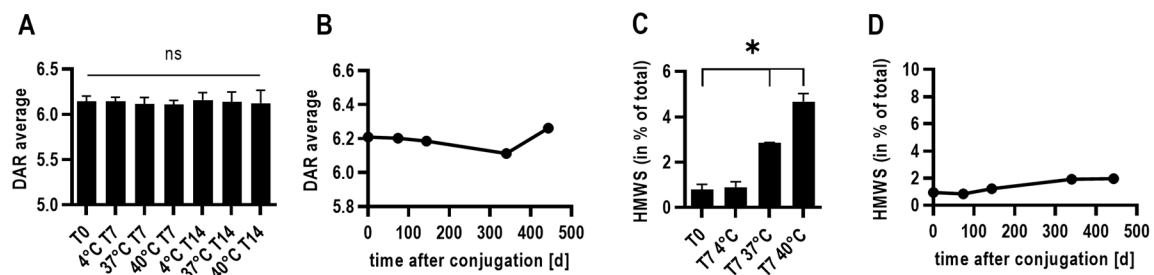 A
ns
DAR average
6.5
6.0
5.5
5.0
T0
4°C T7
37°C T7
40°C T7
4°C T14
37°C T14
40°C T14
B
DAR average
6.6
6.4
6.2
6.0
5.8
0 100 200 300 400 500
time after conjugation [d]
C
*
HMWS (in % of total)
6
4
2
0
T0
T7 4°C
T7 37°C
T7 40°C
D
HMWS (in % of total)
10
8
6
4
2
0
0 100 200 300 400 500
time after conjugation [d]